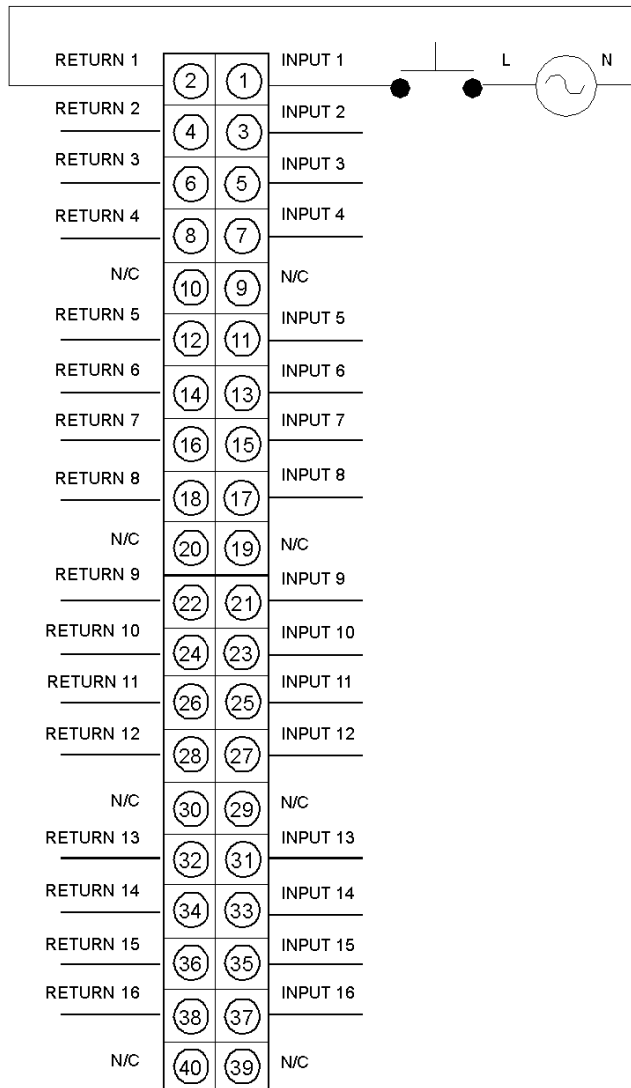 RETURN 1 2 1 INPUT 1 L N
RETURN 2 4 3 INPUT 2
RETURN 3 6 5 INPUT 3
RETURN 4 8 7 INPUT 4
N/C 10 9 N/C
RETURN 5 12 11 INPUT 5
RETURN 6 14 13 INPUT 6
RETURN 7 16 15 INPUT 7
RETURN 8 18 17 INPUT 8
N/C 20 19 N/C
RETURN 9 22 21 INPUT 9
RETURN 10 24 23 INPUT 10
RETURN 11 26 25 INPUT 11
RETURN 12 28 27 INPUT 12
N/C 30 29 N/C
RETURN 13 32 31 INPUT 13
RETURN 14 34 33 INPUT 14
RETURN 15 36 35 INPUT 15
RETURN 16 38 37 INPUT 16
N/C 40 39 N/C